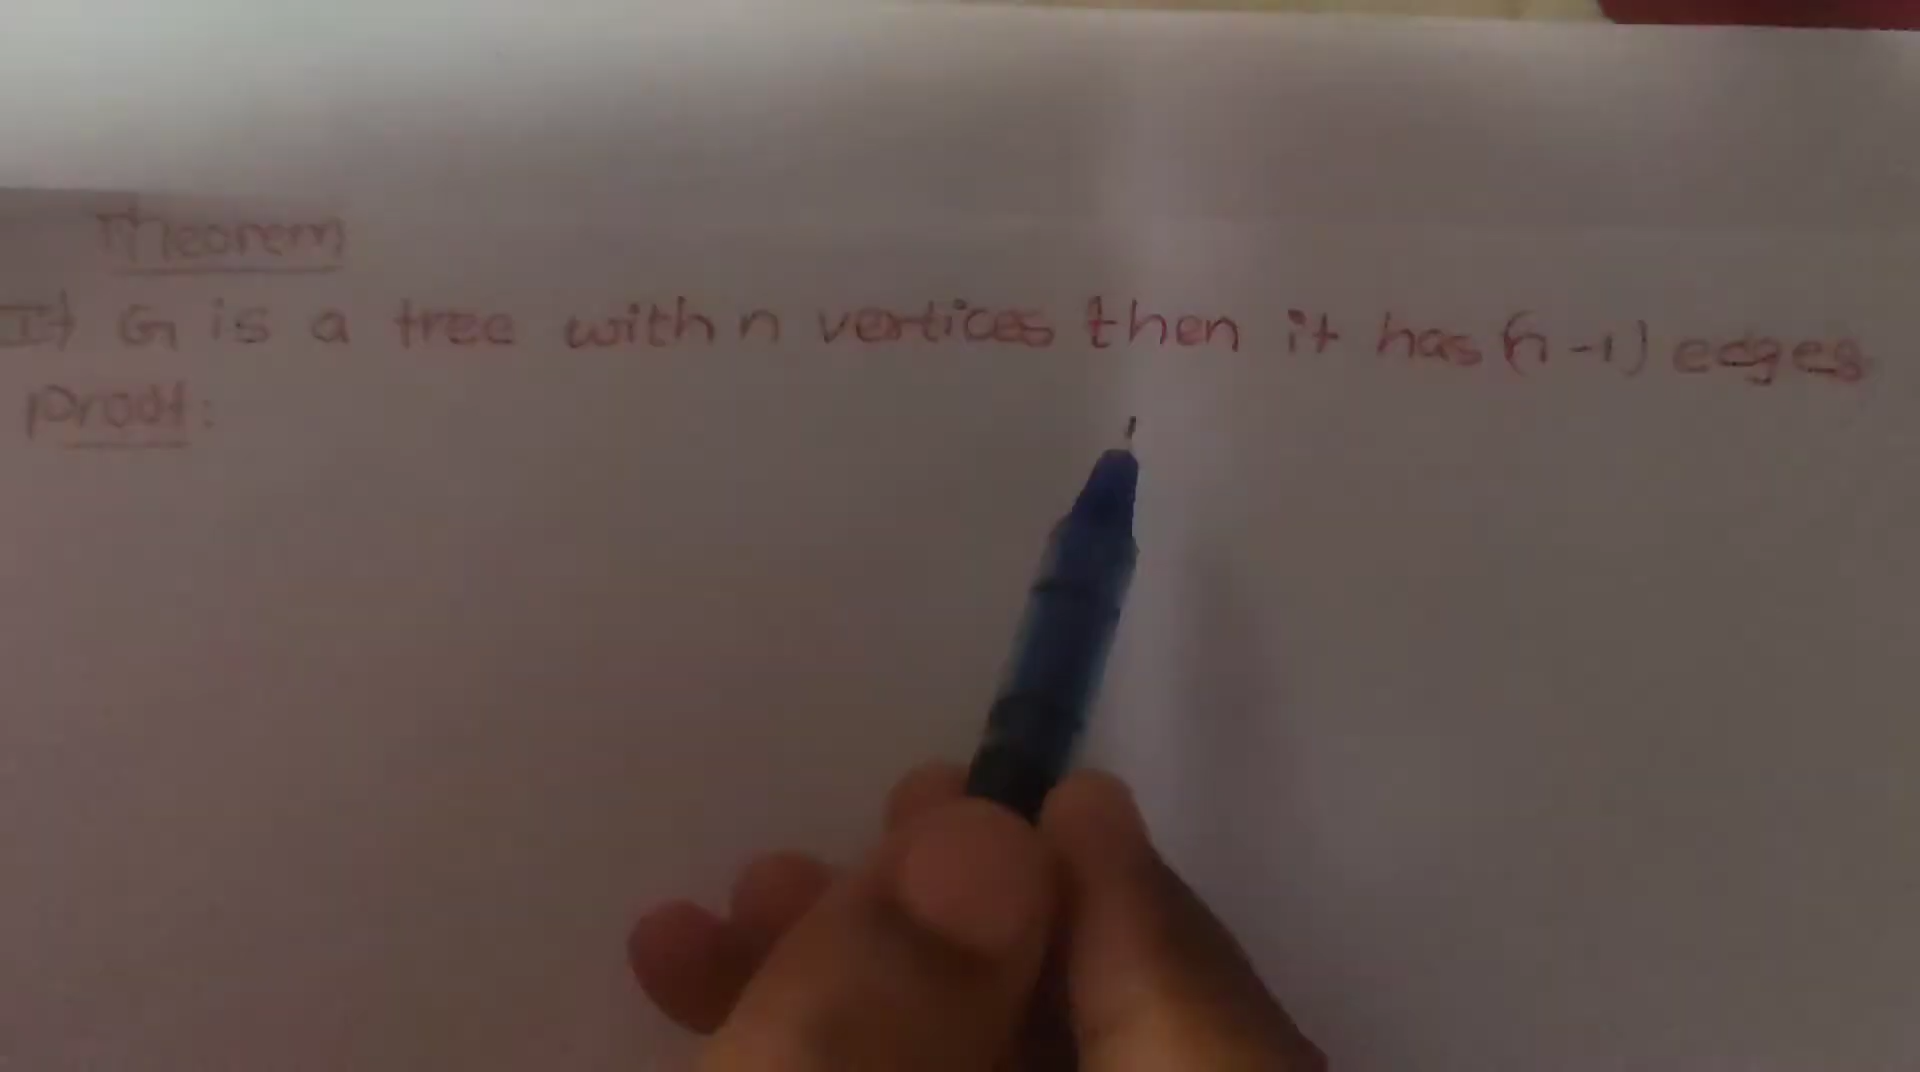 Theorem
If G is a tree with n vertices then it has (n-1) edges
Proof: